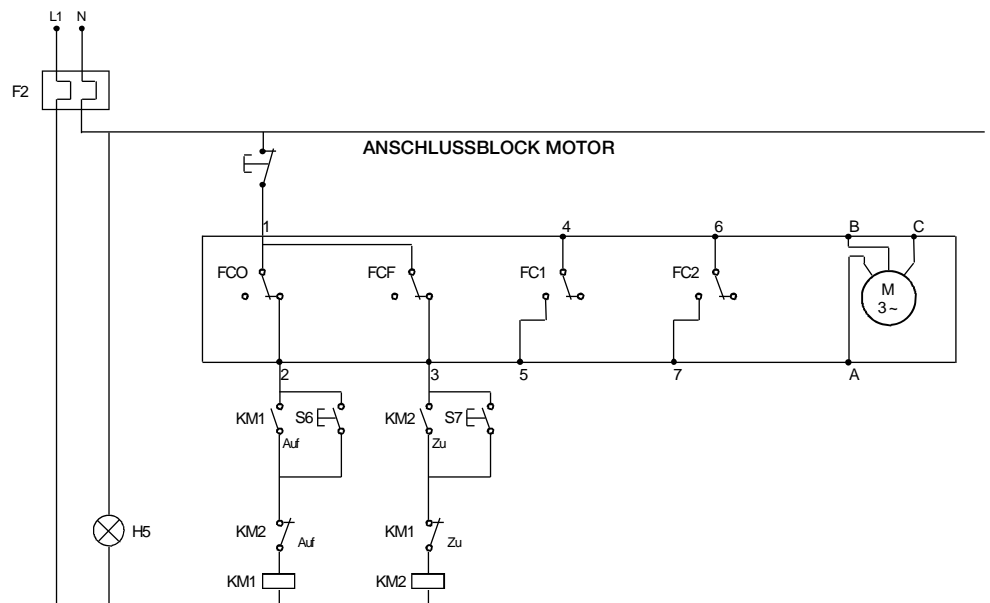 L1 N
F2
ANSCHLUSSBLOCK MOTOR
1 4 6 B C
FCO FCF FC1 FC2 M
3~
2 3 5 7 A
KM1 S6 KM2 S7
Auf Zu
H5 KM2 Auf KM1 Zu
KM1 KM2